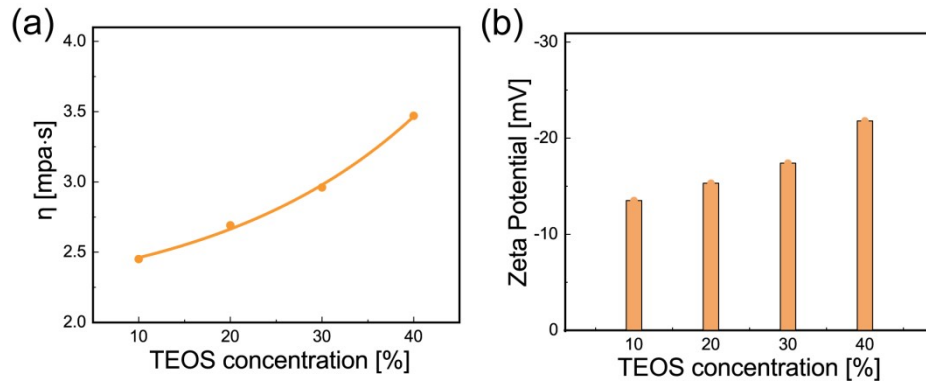 (a)
4.0
3.5
3.0
2.5
2.0
η [mpa·s]
10 20 30 40
TEOS concentration [%]
(b)
-30
-20
-10
0
Zeta Potential [mV]
10 20 30 40
TEOS concentration [%]